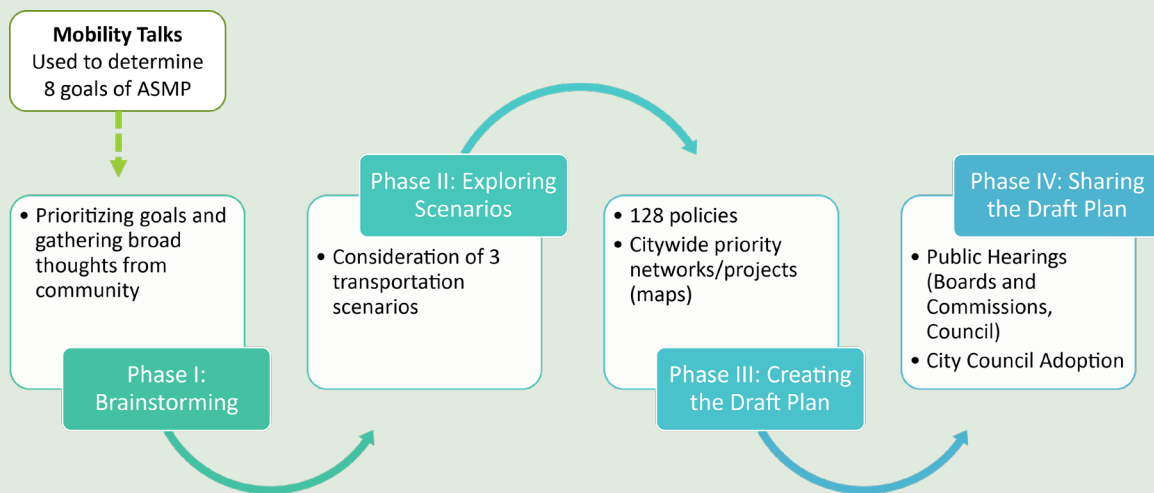 Mobility Talks
Used to determine
8 goals of ASMP
• Prioritizing goals and
gathering broad
thoughts from
community
Phase I:
Brainstorming
Phase II: Exploring
Scenarios
• Consideration of 3
transportation
scenarios
• 128 policies
• Citywide priority
networks/projects
(maps)
Phase III: Creating
the Draft Plan
Phase IV: Sharing
the Draft Plan
• Public Hearings
(Boards and
Commissions,
Council)
• City Council Adoption